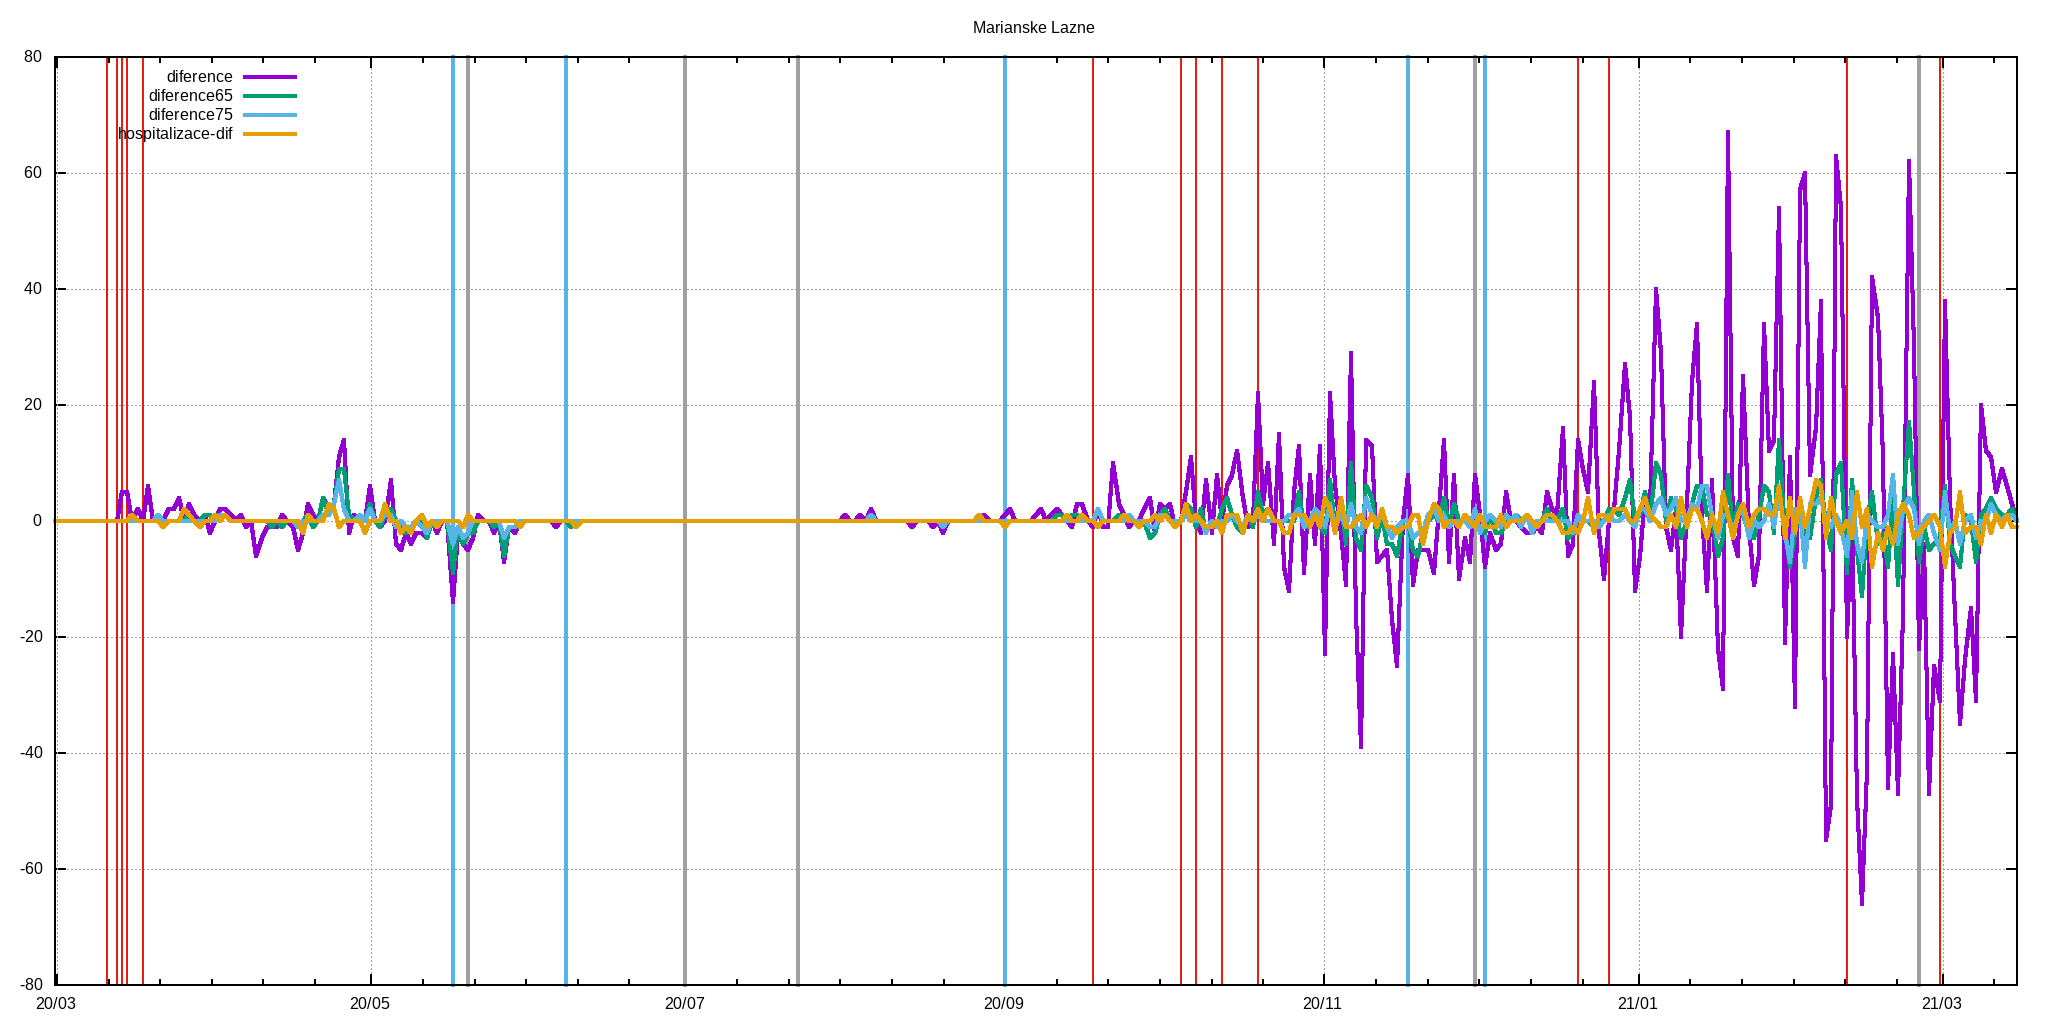 Marianske Lazne
80
diference
diference65
diference75
hospitalizace-dif
60
40
20
0
-20
-40
-60
-80
20/03 20/05 20/07 20/09 20/11 21/01 21/03